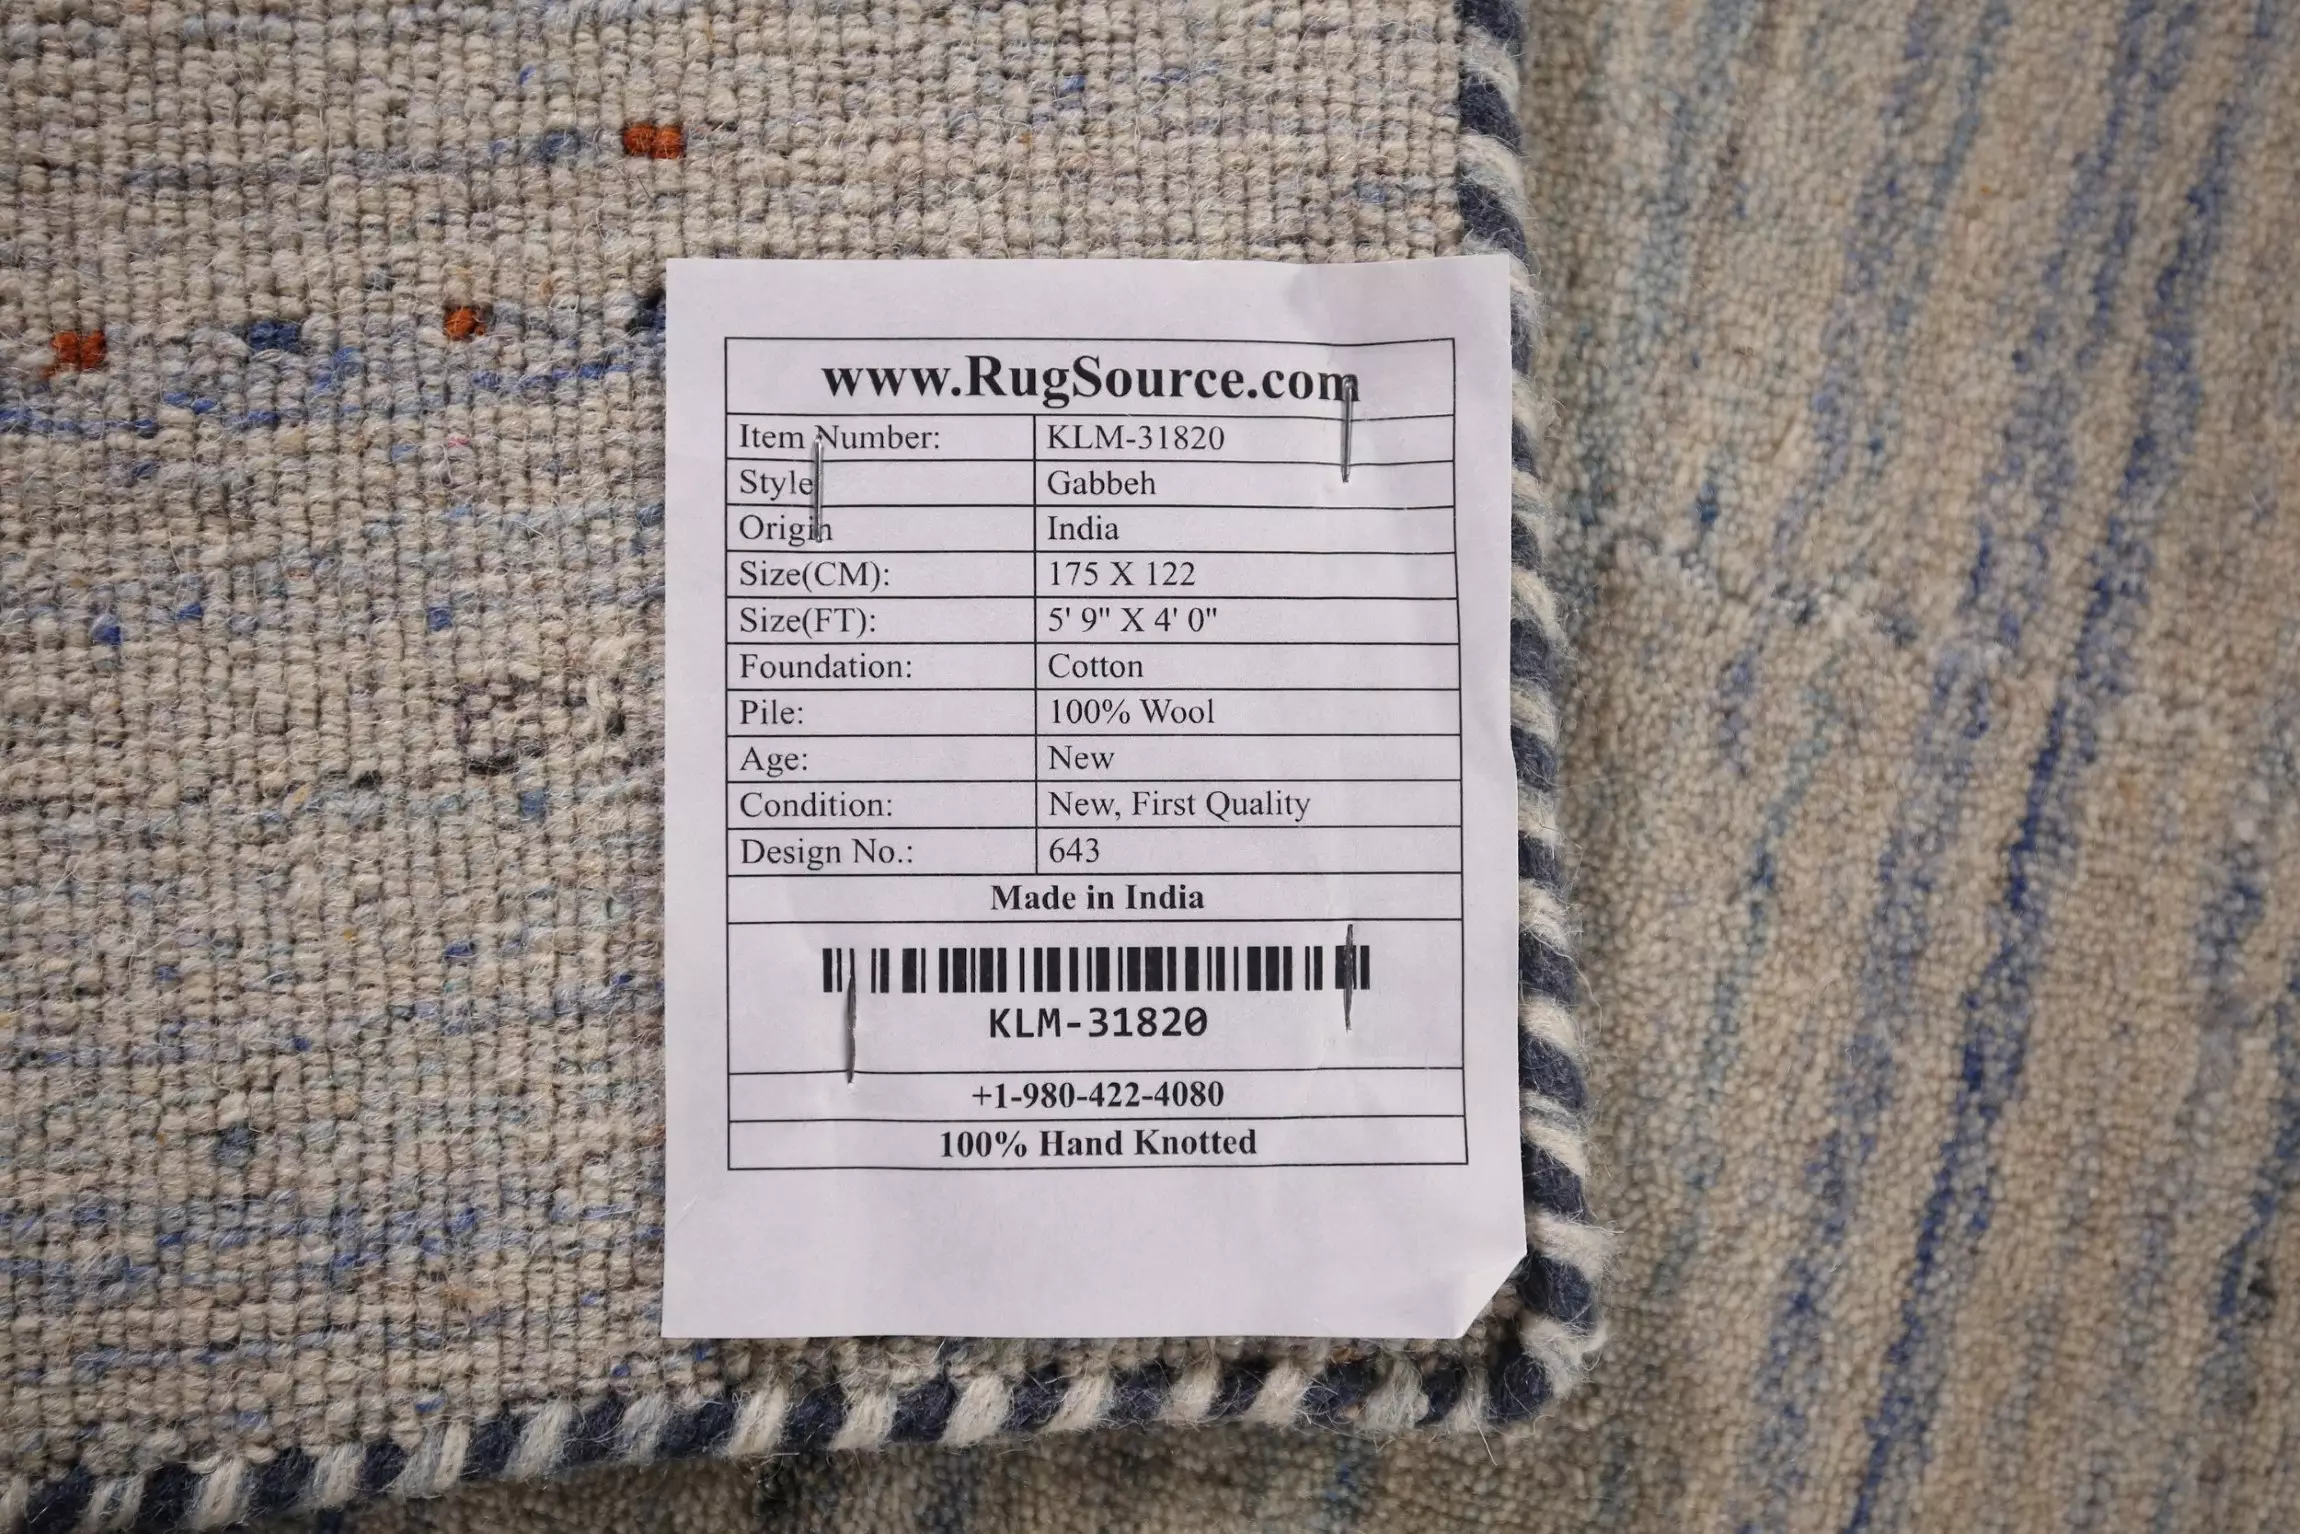 www.RugSource.com
Item Number: KLM-31820
Style Gabbeh
Origin India
Size(CM): 175 X 122
Size(FT): 5' 9" X 4' 0"
Foundation: Cotton
Pile: 100% Wool
Age: New
Condition: New, First Quality
Design No.: 643
Made in India
KLM-31820
+1-980-422-4080
100% Hand Knotted